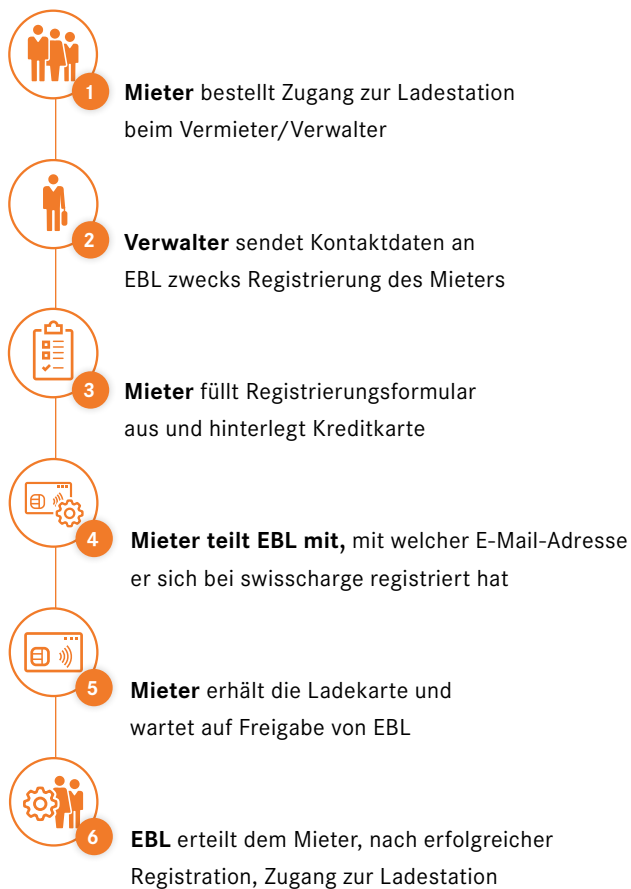 1
Mieter bestellt Zugang zur Ladestation
beim Vermieter/Verwalter
2
Verwalter sendet Kontaktdaten an
EBL zwecks Registrierung des Mieters
3
Mieter füllt Registrierungsformular
aus und hinterlegt Kreditkarte
4
Mieter teilt EBL mit, mit welcher E-Mail-Adresse
er sich bei swisscharge registriert hat
5
Mieter erhält die Ladekarte und
wartet auf Freigabe von EBL
6
EBL erteilt dem Mieter, nach erfolgreicher
Registration, Zugang zur Ladestation